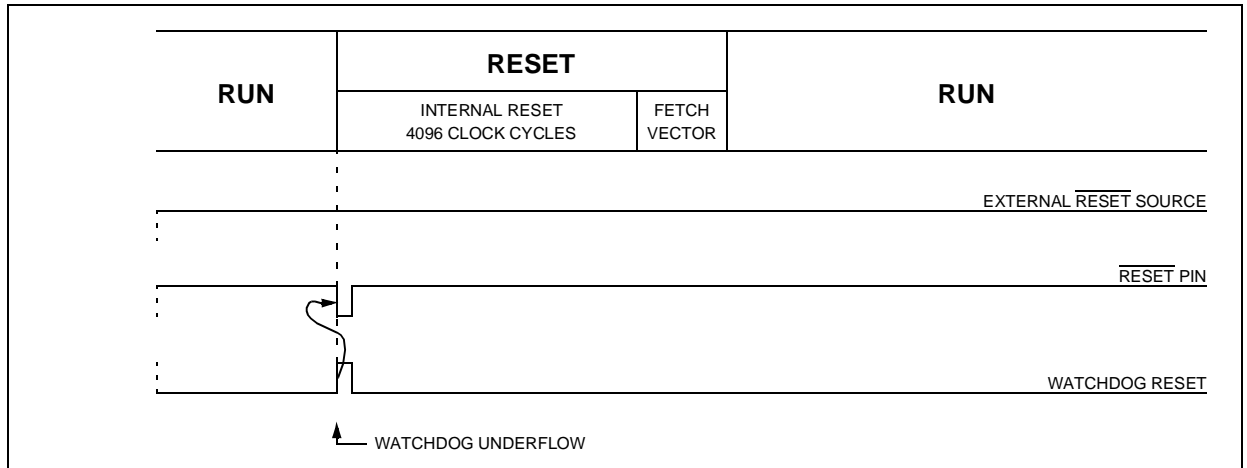 RESET
RUN
RUN
INTERNAL RESET
4096 CLOCK CYCLES
FETCH
VECTOR
EXTERNAL RESET SOURCE
RESET PIN
WATCHDOG RESET
WATCHDOG UNDERFLOW